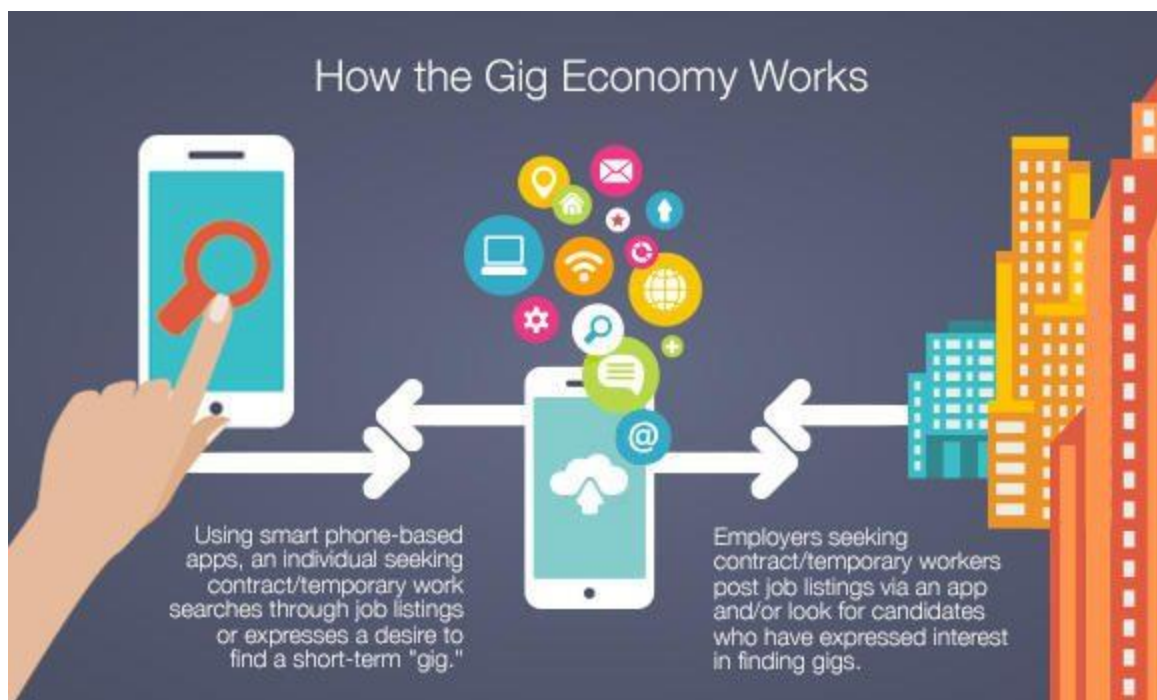 How the Gig Economy Works
@
Using smart phone-based
apps, an individual seeking
contract/temporary work
searches through job listings
or expresses a desire to
find a short-term "gig."
Employers seeking
contract/temporary workers
post job listings via an app
and/or look for candidates
who have expressed interest
in finding gigs.